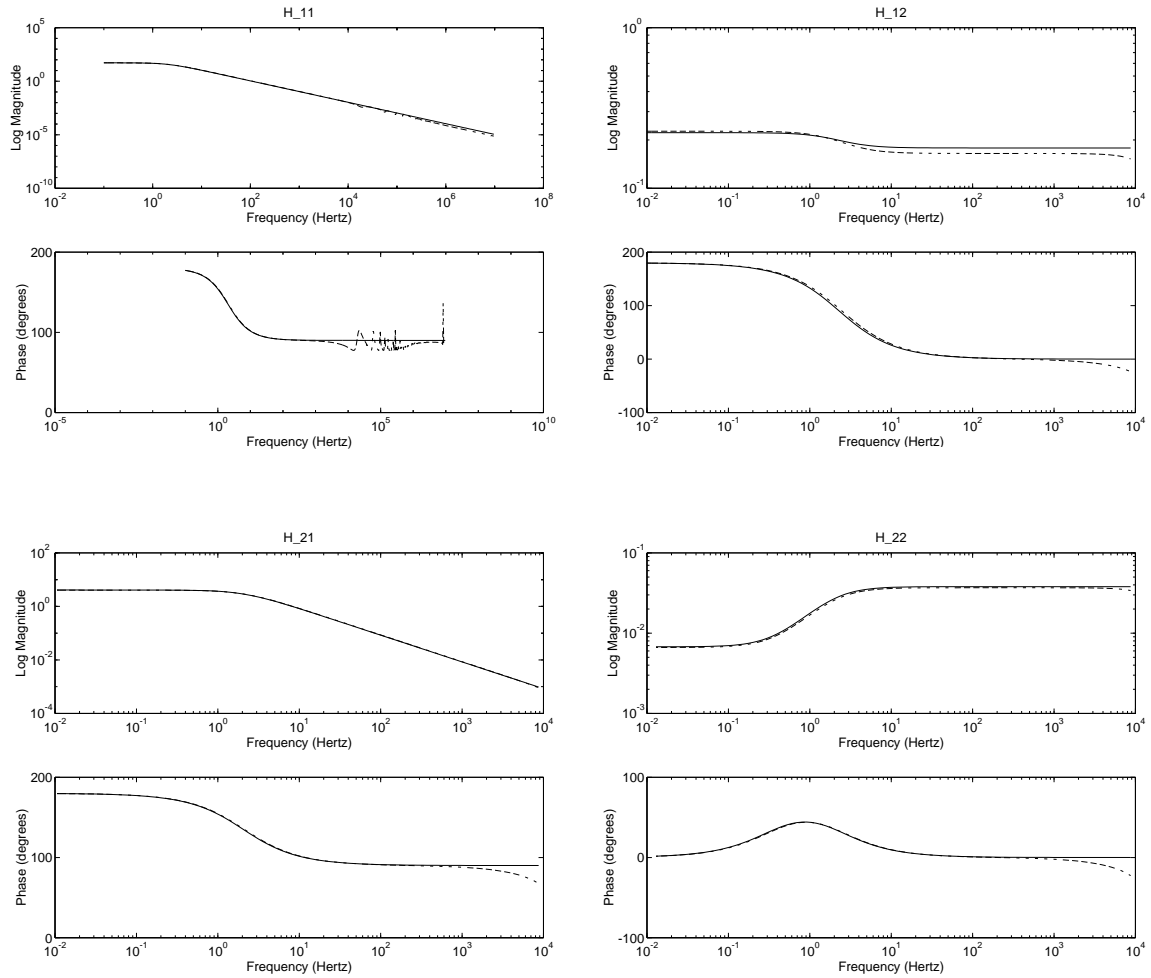 H_11
10^5
10^0
10^-5
10^-10
Log Magnitude
10^-2 10^0 10^2 10^4 10^6 10^8
Frequency (Hertz)
200
100
0
Phase (degrees)
10^-5 10^0 10^5 10^10
Frequency (Hertz)
H_12
10^0
10^-1
Log Magnitude
10^-2 10^-1 10^0 10^1 10^2 10^3 10^4
Frequency (Hertz)
200
100
0
-100
Phase (degrees)
10^-2 10^-1 10^0 10^1 10^2 10^3 10^4
Frequency (Hertz)
H_21
10^2
10^0
10^-2
10^-4
Log Magnitude
10^-2 10^-1 10^0 10^1 10^2 10^3 10^4
Frequency (Hertz)
200
100
0
Phase (degrees)
10^-2 10^-1 10^0 10^1 10^2 10^3 10^4
Frequency (Hertz)
H_22
10^-1
10^-2
10^-3
Log Magnitude
10^-2 10^-1 10^0 10^1 10^2 10^3 10^4
Frequency (Hertz)
100
0
-100
Phase (degrees)
10^-2 10^-1 10^0 10^1 10^2 10^3 10^4
Frequency (Hertz)